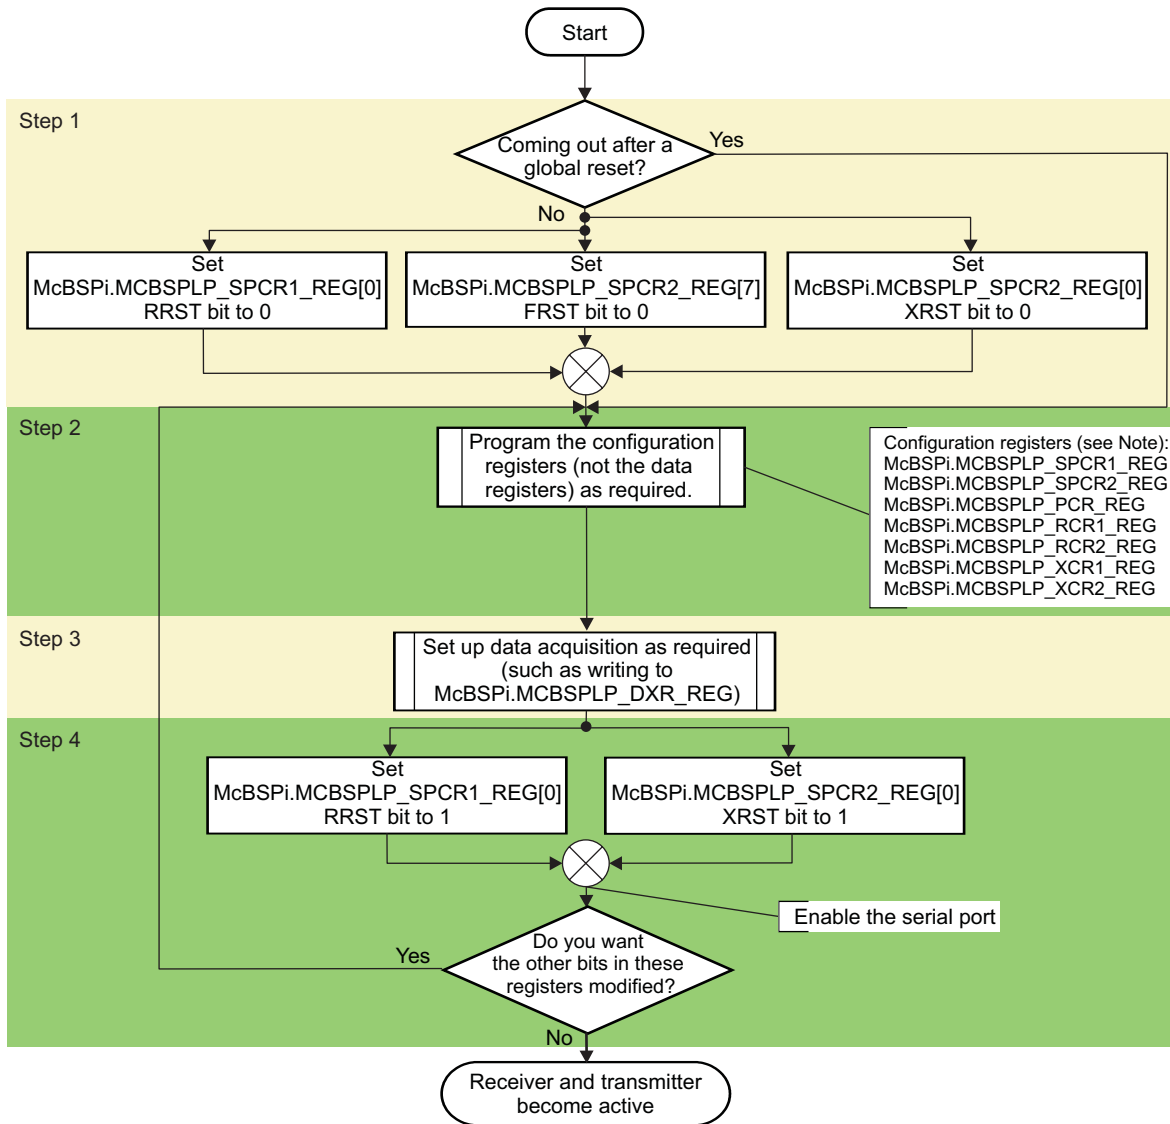 Start
Step 1
Coming out after a
global reset?
Yes
No
Set
McBSPi.MCBSPLP_SPCR1_REG[0]
RRST bit to 0
Set
McBSPi.MCBSPLP_SPCR2_REG[7]
FRST bit to 0
Set
McBSPi.MCBSPLP_SPCR2_REG[0]
XRST bit to 0
Step 2
Program the configuration
registers (not the data
registers) as required.
Configuration registers (see Note):
McBSPi.MCBSPLP_SPCR1_REG
McBSPi.MCBSPLP_SPCR2_REG
McBSPi.MCBSPLP_PCR_REG
McBSPi.MCBSPLP_RCR1_REG
McBSPi.MCBSPLP_RCR2_REG
McBSPi.MCBSPLP_XCR1_REG
McBSPi.MCBSPLP_XCR2_REG
Step 3
Set up data acquisition as required
(such as writing to
McBSPi.MCBSPLP_DXR_REG)
Step 4
Set
McBSPi.MCBSPLP_SPCR1_REG[0]
RRST bit to 1
Set
McBSPi.MCBSPLP_SPCR2_REG[0]
XRST bit to 1
Enable the serial port
Do you want
the other bits in these
registers modified?
Yes
No
Receiver and transmitter
become active